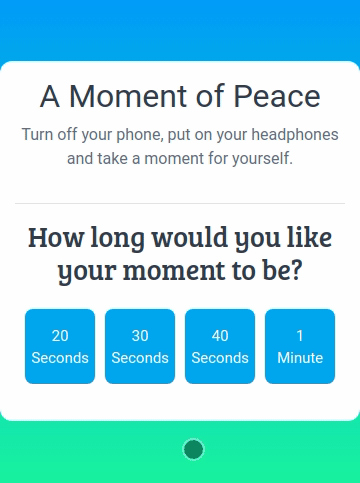 A Moment of Peace
Turn off your phone, put on your headphones
and take a moment for yourself.
How long would you like
your moment to be?
20
Seconds
30
Seconds
40
Seconds
1
Minute